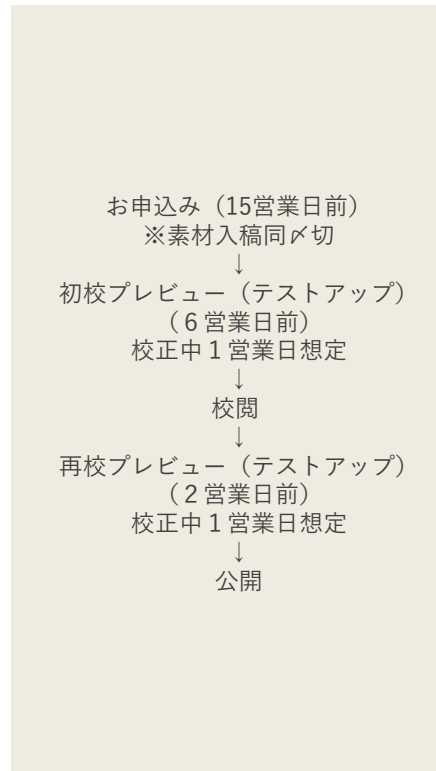 お申込み（15営業日前）
※素材入稿同〆切
↓
初校プレビュー（テストアップ）
（６営業日前）
校正中１営業日想定
↓
校閲
↓
再校プレビュー（テストアップ）
（２営業日前）
校正中１営業日想定
↓
公開